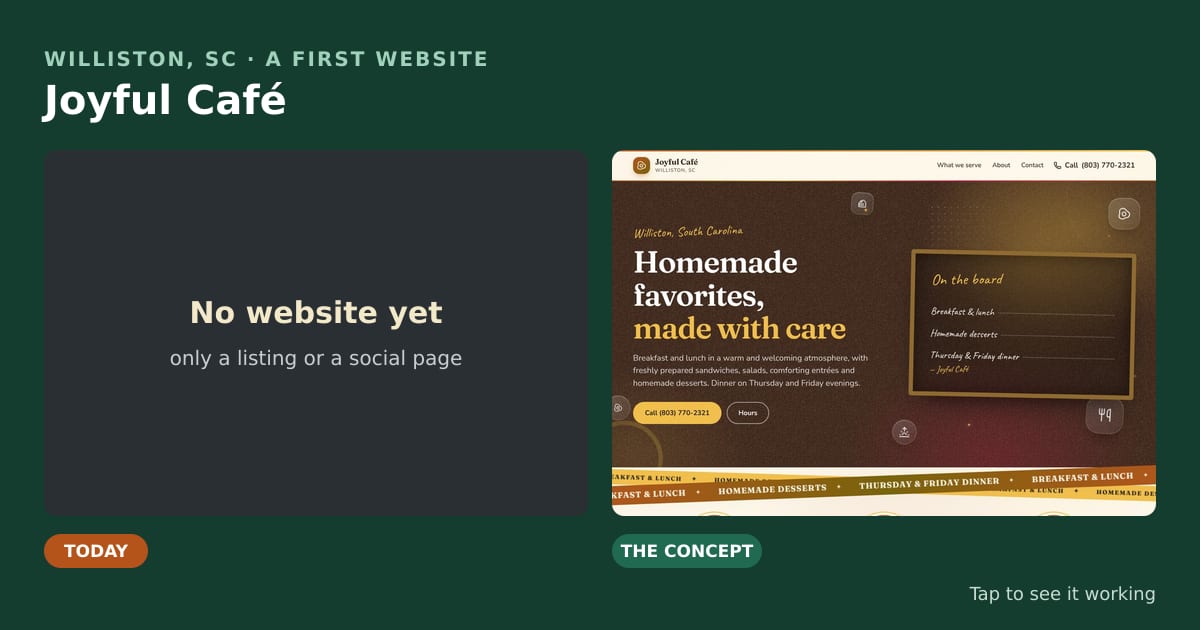 WILLISTON, SC · A FIRST WEBSITE
Joyful Café
No website yet
only a listing or a social page
TODAY
Joyful Café
WILLISTON, SC
What we serve
About
Contact
Call (803) 770-2321
Williston, South Carolina
Homemade
favorites,
made with care
Breakfast and lunch in a warm and welcoming atmosphere, with
freshly prepared sandwiches, salads, comforting entrées and
homemade desserts. Dinner on Thursday and Friday evenings.
Call (803) 770-2321
Hours
On the board
Breakfast & lunch
Homemade desserts
Thursday & Friday dinner
— Joyful Café
KFAST & LUNCH ✦ HOMEMADE DESSERTS ✦ THURSDAY & FRIDAY DINNER ✦ BREAKFAST & LUNCH ✦
THE CONCEPT
Tap to see it working